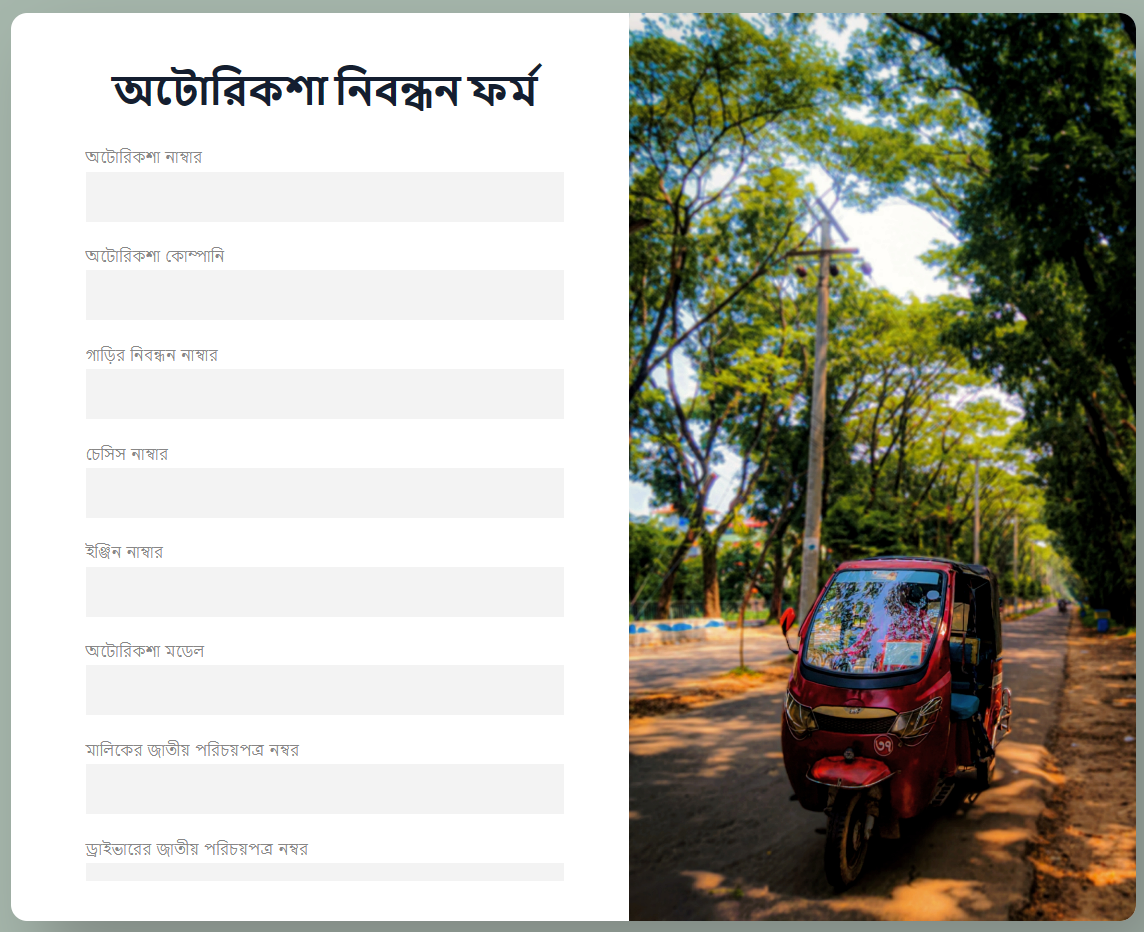 অটোরিকশা নিবন্ধন ফর্ম
অটোরিকশা নাম্বার
অটোরিকশা কোম্পানি
গাড়ির নিবন্ধন নাম্বার
চেসিস নাম্বার
ইঞ্জিন নাম্বার
অটোরিকশা মডেল
মালিকের জাতীয় পরিচয়পত্র নম্বর
ড্রাইভারের জাতীয় পরিচয়পত্র নম্বর
৩৭